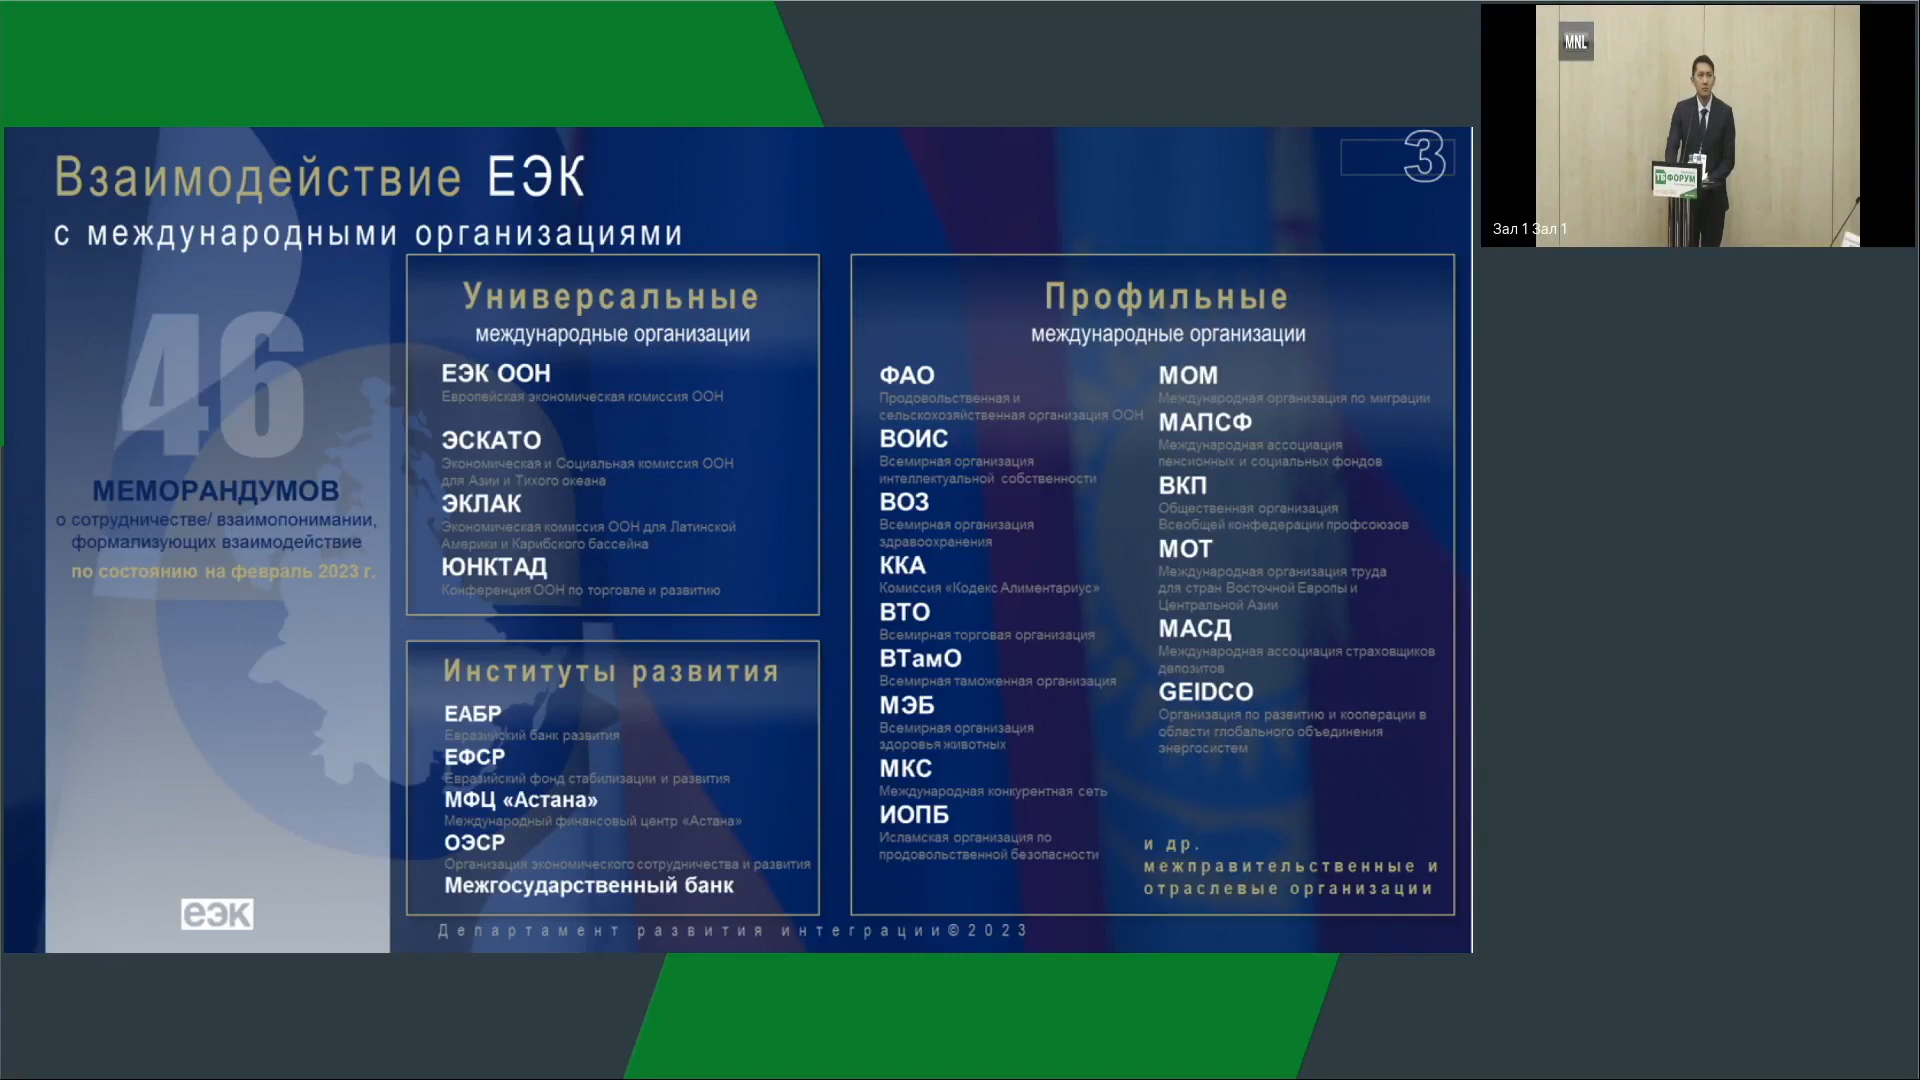 Взаимодействие ЕЭК
с международными организациями
3
46
МЕМОРАНДУМОВ
о сотрудничестве/ взаимопонимании,
формализующих взаимодействие
по состоянию на февраль 2023 г.
еэк
Универсальные
международные организации
ЕЭК ООН
Европейская экономическая комиссия ООН
ЭСКАТО
Экономическая и Социальная комиссия ООН
для Азии и Тихого океана
ЭКЛАК
Экономическая комиссия ООН для Латинской
Америки и Карибского бассейна
ЮНКТАД
Конференция ООН по торговле и развитию
Институты развития
ЕАБР
Евразийский банк развития
ЕФСР
Евразийский фонд стабилизации и развития
МФЦ «Астана»
Международный финансовый центр «Астана»
ОЭСР
Организация экономического сотрудничества и развития
Межгосударственный банк
Профильные
международные организации
ФАО
Продовольственная и
сельскохозяйственная организация ООН
ВОИС
Всемирная организация
интеллектуальной собственности
ВОЗ
Всемирная организация
здравоохранения
ККА
Комиссия «Кодекс Алиментариус»
ВТО
Всемирная торговая организация
ВТамО
Всемирная таможенная организация
МЭБ
Всемирная организация
здоровья животных
МКС
Международная конкурентная сеть
ИОПБ
Исламская организация по
продовольственной безопасности
МОМ
Международная организация по миграции
МАПСФ
Международная ассоциация
пенсионных и социальных фондов
ВКП
Общественная организация
Всеобщей конфедерации профсоюзов
МОТ
Международная организация труда
для стран Восточной Европы и
Центральной Азии
МАСД
Международная ассоциация страховщиков
депозитов
GEIDCO
Организация по развитию и кооперации в
области глобального объединения
энергосистем
и др.
межправительственные и
отраслевые организации
Департамент развития интеграции©2023
MNL
ТБ ФОРУМ
Зал 1 Зал 1